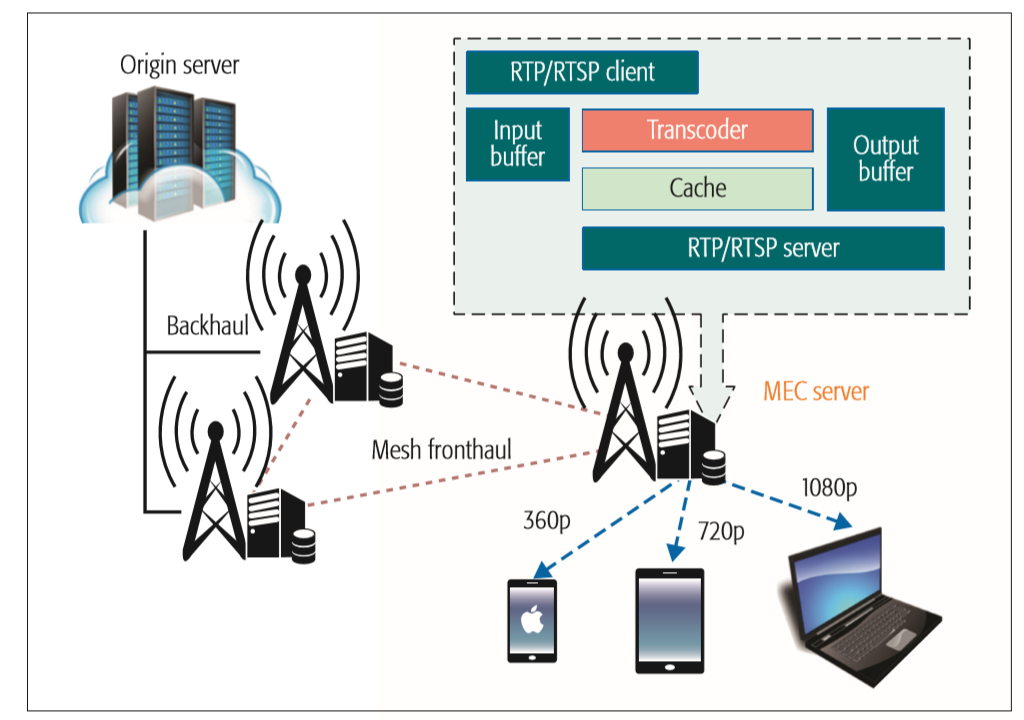 Origin server
RTP/RTSP client
Input
buffer
Transcoder
Cache
Output
buffer
RTP/RTSP server
Backhaul
MEC server
Mesh fronthaul
360p
720p
1080p